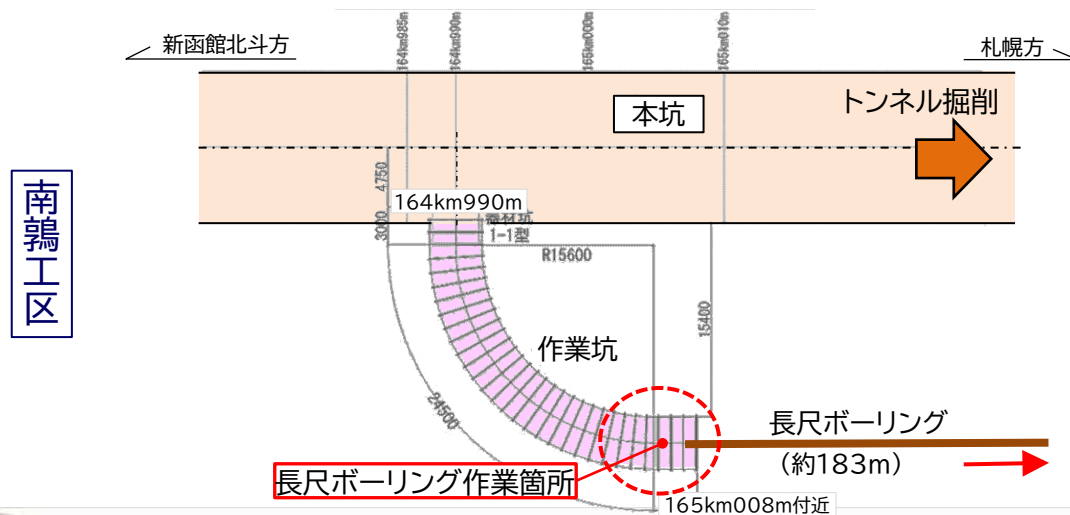 新函館北斗方
札幌方
164km985m
164km990m
165km000m
165km010m
本坑
トンネル掘削
南鶉工区
4750
3000
164km990m
器材坑
1-1型
R15600
15400
作業坑
24500
長尺ボーリング
(約183m)
長尺ボーリング作業箇所
165km008m付近